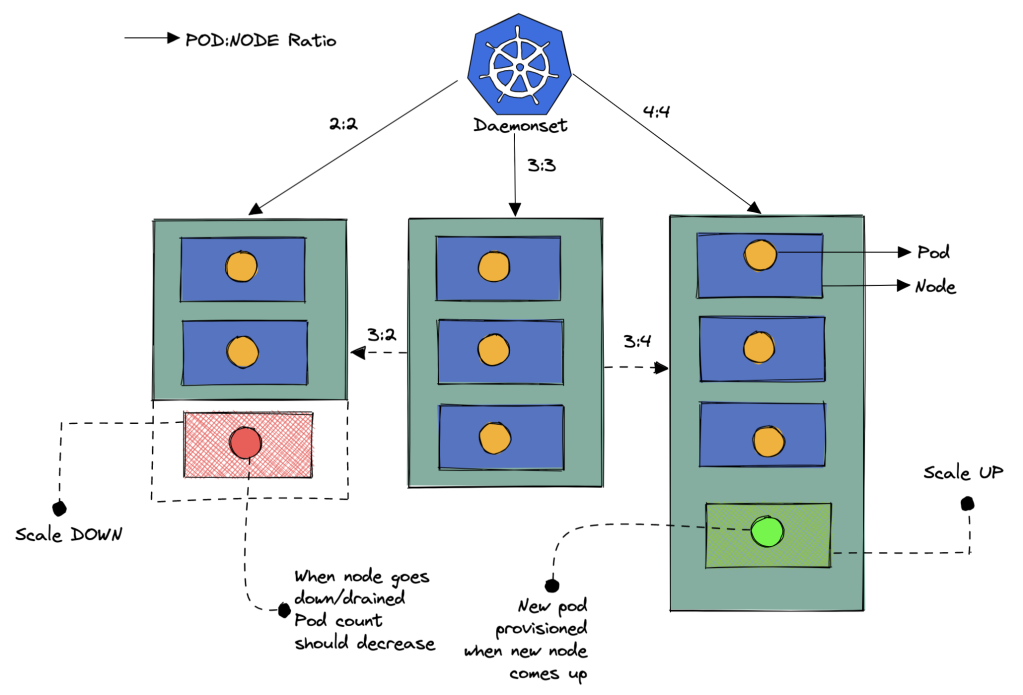 POD:NODE Ratio
Daemonset
2:2
3:3
4:4
Pod
Node
3:2
3:4
Scale DOWN
Scale UP
When node goes
down/drained
Pod count
should decrease
New pod
provisioned
when new node
comes up